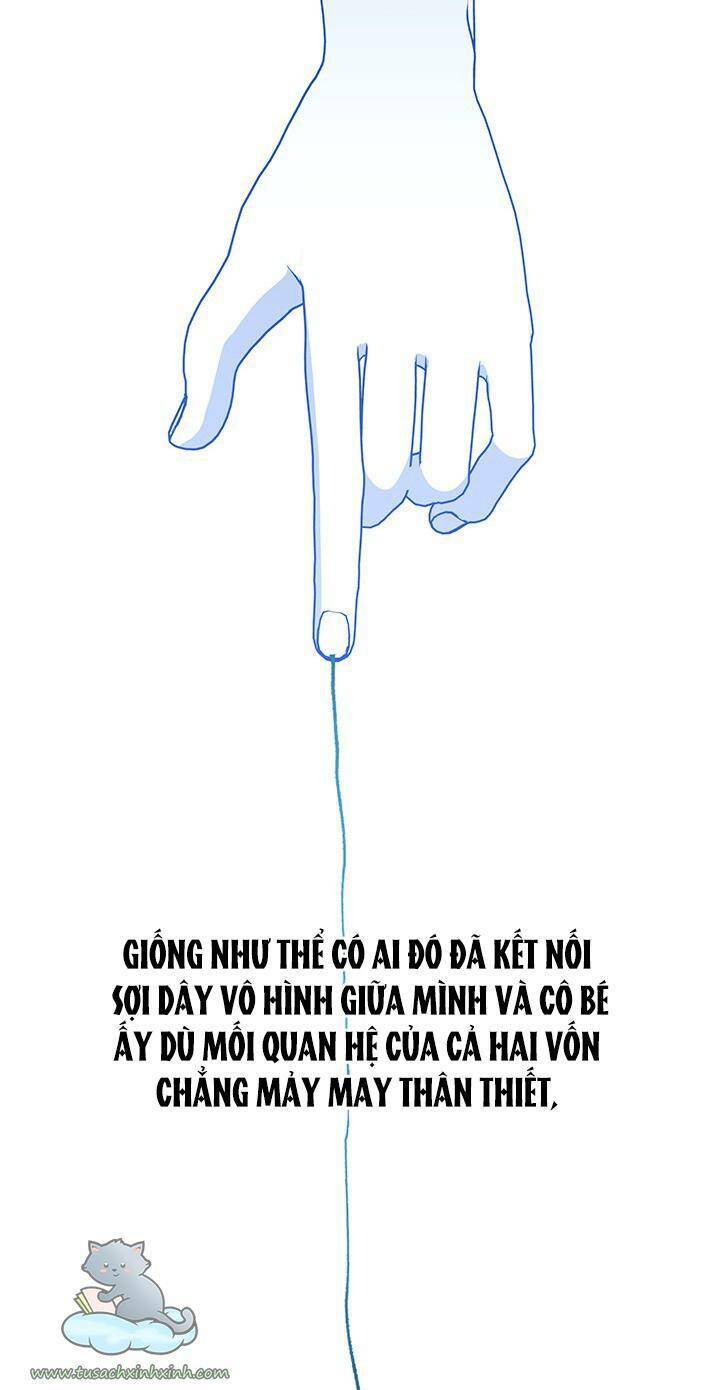 GIỐNG NHƯ THỂ CÓ AI ĐÓ ĐÃ KẾT NỐI
SỢI DÂY VÔ HÌNH GIỮA MÌNH VÀ CÔ BÉ
ẤY DÙ MỐI QUAN HỆ CỦA CẢ HAI VỐN
CHẲNG MẢY MAY THÂN THIẾT,
www.tusachxinhxinh.com